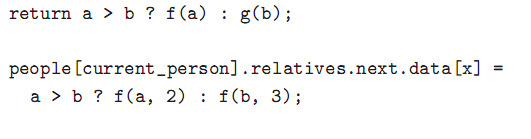 return a > b ? f(a) : g(b);
people[current_person].relatives.next.data[x] =
a > b ? f(a, 2) : f(b, 3);